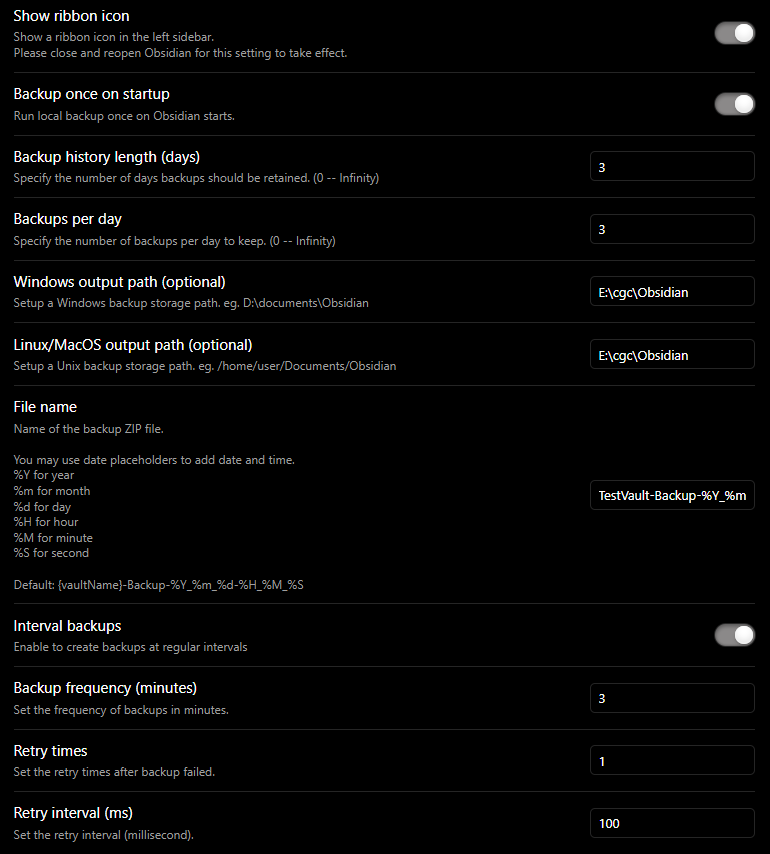 Show ribbon icon
Show a ribbon icon in the left sidebar.
Please close and reopen Obsidian for this setting to take effect.
Backup once on startup
Run local backup once on Obsidian starts.
Backup history length (days)
Specify the number of days backups should be retained. (0 -- Infinity)
3
Backups per day
Specify the number of backups per day to keep. (0 -- Infinity)
3
Windows output path (optional)
Setup a Windows backup storage path. eg. D:\documents\Obsidian
E:\cgc\Obsidian
Linux/MacOS output path (optional)
Setup a Unix backup storage path. eg. /home/user/Documents/Obsidian
E:\cgc\Obsidian
File name
Name of the backup ZIP file.
You may use date placeholders to add date and time.
%Y for year
%m for month
%d for day
%H for hour
%M for minute
%S for second
Default: {vaultName}-Backup-%Y_%m_%d-%H_%M_%S
TestVault-Backup-%Y_%m
Interval backups
Enable to create backups at regular intervals
Backup frequency (minutes)
Set the frequency of backups in minutes.
3
Retry times
Set the retry times after backup failed.
1
Retry interval (ms)
Set the retry interval (millisecond).
100